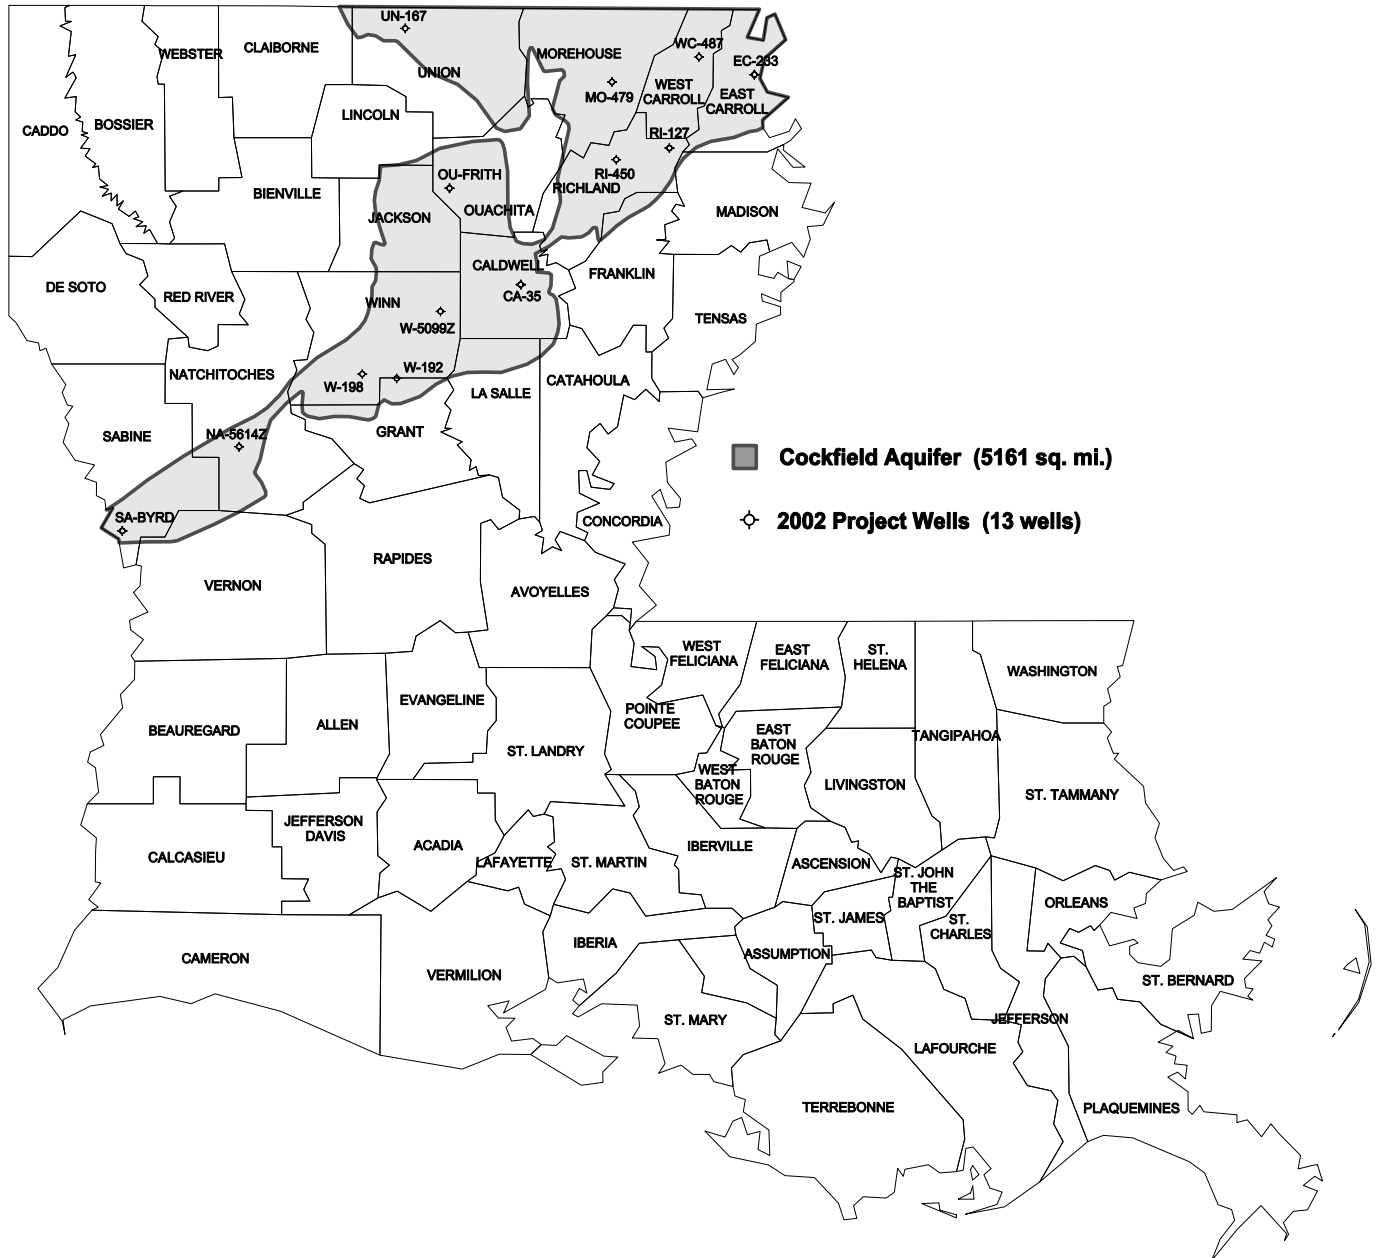 UN-167
CLAIBORNE
WEBSTER
MOREHOUSE
WC-487
EC-233
UNION
MO-479
WEST
CARROLL
EAST
CARROLL
LINCOLN
CADDO
BOSSIER
RI-127
RI-450
RICHLAND
OU-FRITH
BIENVILLE
OUACHITA
JACKSON
MADISON
CALDWELL
CA-35
FRANKLIN
DE SOTO
RED RIVER
WINN
W-5099Z
TENSAS
NATCHITOCHES
W-198
W-192
LA SALLE
CATAHOULA
SABINE
NA-5614Z
GRANT
Cockfield Aquifer (5161 sq. mi.)
SA-BYRD
CONCORDIA
2002 Project Wells (13 wells)
VERNON
RAPIDES
AVOYELLES
WEST
FELICIANA
EAST
FELICIANA
ST.
HELENA
WASHINGTON
EVANGELINE
POINTE
COUPEE
BEAUREGARD
ALLEN
ST. LANDRY
EAST
BATON
ROUGE
TANGIPAHOA
WEST
BATON
ROUGE
LIVINGSTON
ST. TAMMANY
JEFFERSON
DAVIS
ACADIA
CALCASIEU
LAFAYETTE
ST. MARTIN
IBERVILLE
ASCENSION
ST. JOHN
THE
BAPTIST
ST. JAMES
ST.
CHARLES
ORLEANS
CAMERON
VERMILION
IBERIA
ASSUMPTION
ST. BERNARD
ST. MARY
JEFFERSON
LAFOURCHE
TERREBONNE
PLAQUEMINES